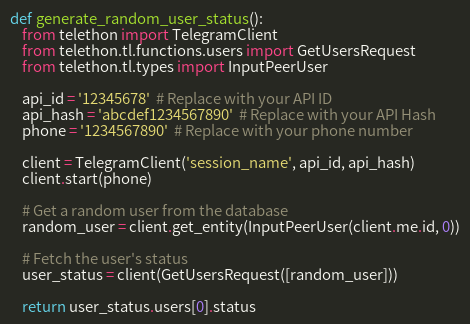 def generate_random_user_status():
from telethon import TelegramClient
from telethon.tl.functions.users import GetUsersRequest
from telethon.tl.types import InputPeerUser
api_id = '12345678' # Replace with your API ID
api_hash = 'abcdef1234567890' # Replace with your API Hash
phone = '1234567890' # Replace with your phone number
client = TelegramClient('session_name', api_id, api_hash)
client.start(phone)
# Get a random user from the database
random_user = client.get_entity(InputPeerUser(client.me.id, 0))
# Fetch the user's status
user_status = client(GetUsersRequest([random_user]))
return user_status.users[0].status